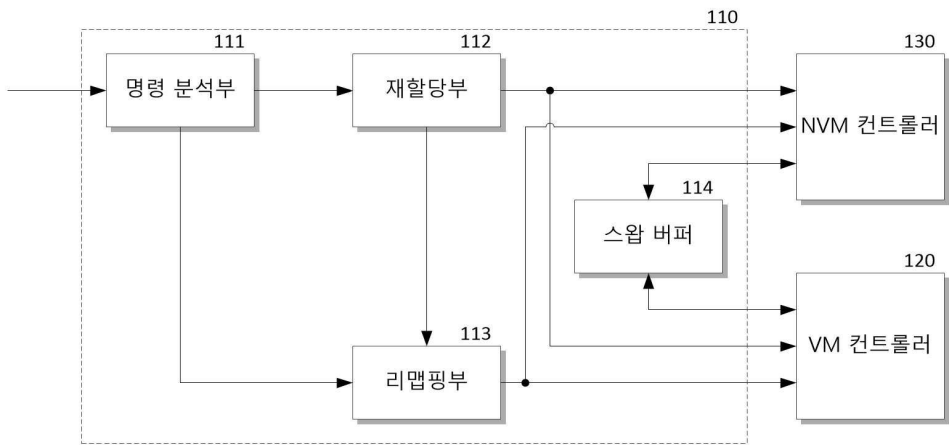 110
111
명령 분석부
112
재할당부
130
NVM 컨트롤러
114
스왑 버퍼
120
VM 컨트롤러
113
리맵핑부